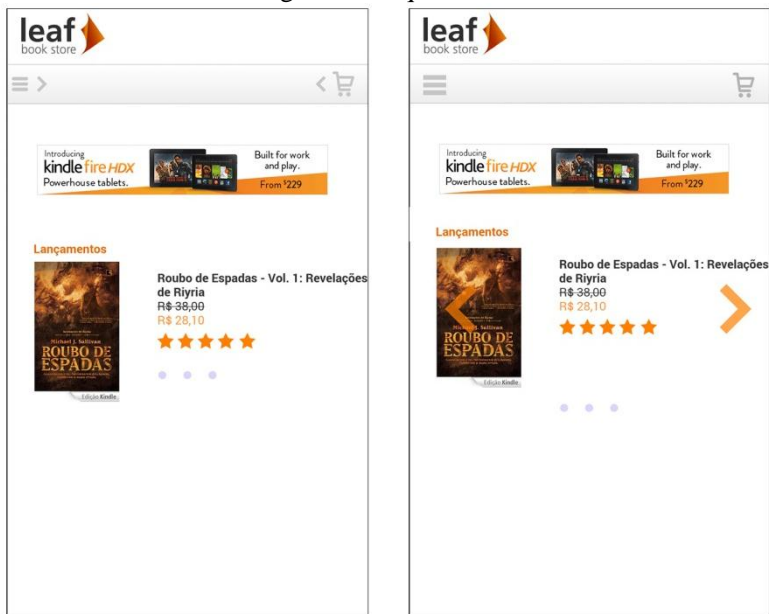 leaf
book store
Introducing
kindle fire HDX
Powerhouse tablets.
Built for work
and play.
From $229
Lançamentos
Roubo de Espadas - Vol. 1: Revelações
de Riyria
R$ 38,00
R$ 28,10
Michael J. Sullivan
ROUBO DE
ESPADAS
Edição Kindle
leaf
book store
Introducing
kindle fire HDX
Powerhouse tablets.
Built for work
and play.
From $229
Lançamentos
Roubo de Espadas - Vol. 1: Revelações
de Riyria
R$ 38,00
R$ 28,10
J. Sullivan
ROUBO DE
ESPADAS
Edição Kindle